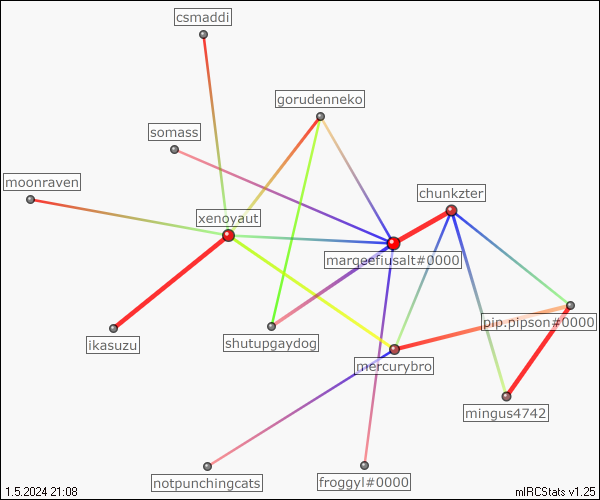 csmaddi
gorudenneko
somass
moonraven
chunkzter
xenoyaut
marqeefiusalt#0000
pip.pipson#0000
ikasuzu
shutupgaydog
mercurybro
mingus4742
notpunchingcats
froggyl#0000
1.5.2024 21:08
mIRCStats v1.25